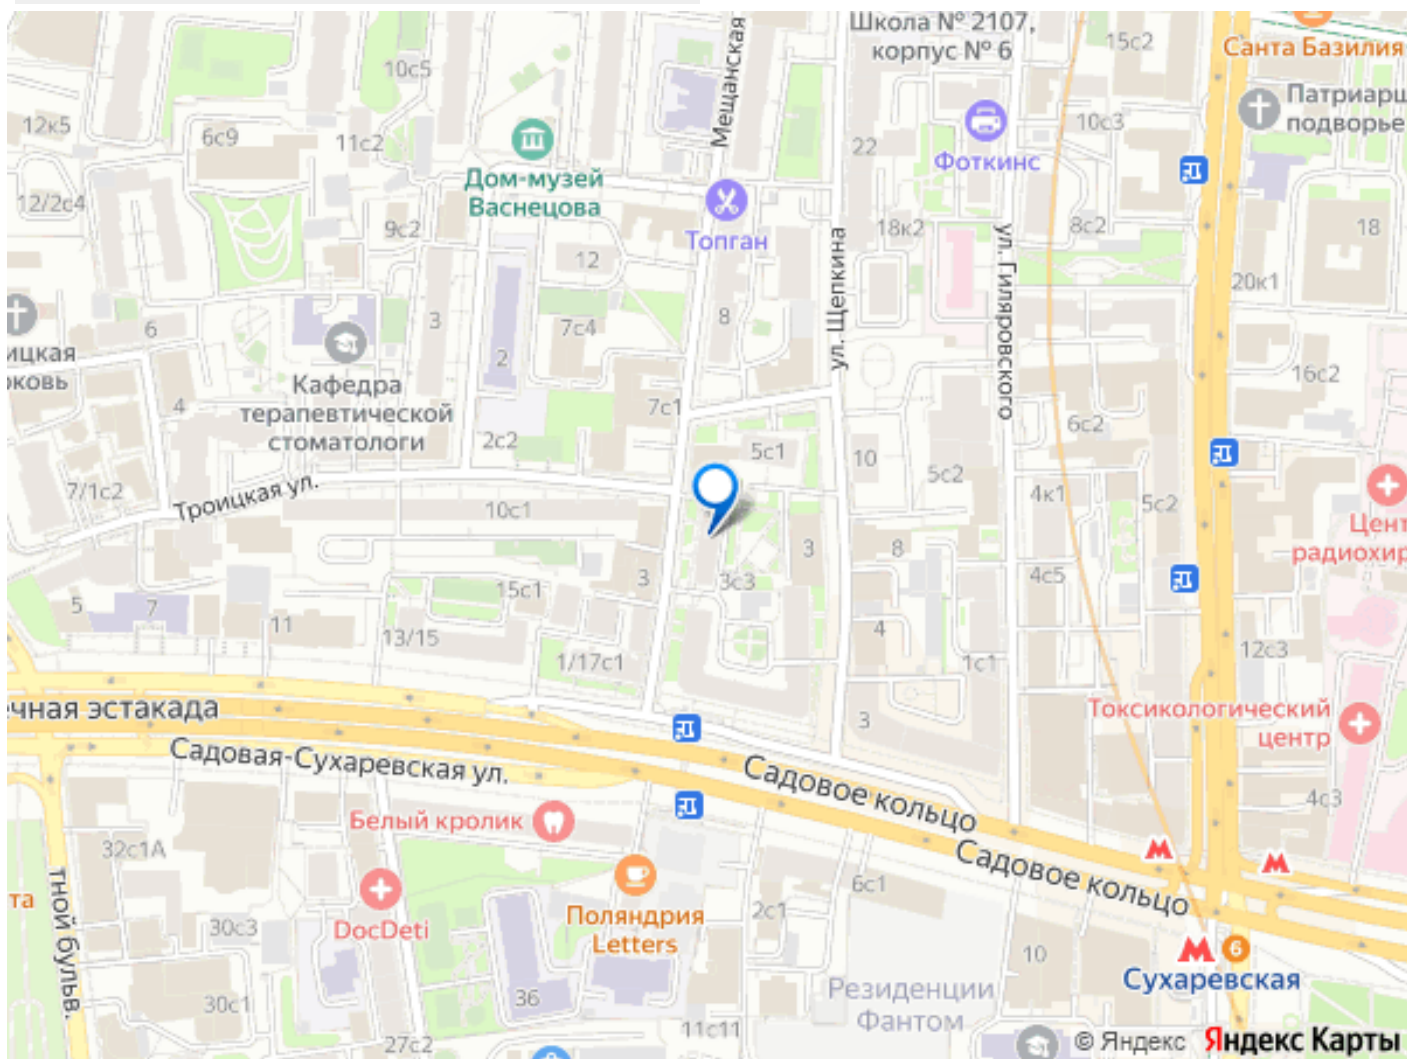 Школа № 2107,
корпус № 6
15с2
Санта Базилия
10с5
Мещанская
Патриарш
подворье
12к5
6с9
11с2
22
Фоткинс
10с3
Дом-музей
Васнецова
12/2с4
9с2
Топган
18к2
8с2
18
ул. Щепкина
ул. Гиляровского
12
20к1
6
3
7с4
8
ицкая
рковь
2
16с2
Кафедра
терапевтической
стоматологи
4
7с1
6с2
2с2
5с1
10
5с2
7/1с2
Троицкая ул.
10с1
4к1
5с2
Цент
радиохир
3
8
3
3с3
4с5
15с1
5
7
11
13/15
4
1/17с1
1с1
12с3
чная эстакада
3
Токсикологический
центр
Садовая-Сухаревская ул.
Садовое кольцо
4с3
Белый кролик
32с1А
Садовое кольцо
та
тной бульв.
6с1
2с1
DocDeti
30с3
Поляндрия
Letters
10
6
Сухаревская
Резиденции
Фантом
30с1
36
11с11
27с2
© Яндекс Яндекс Карты